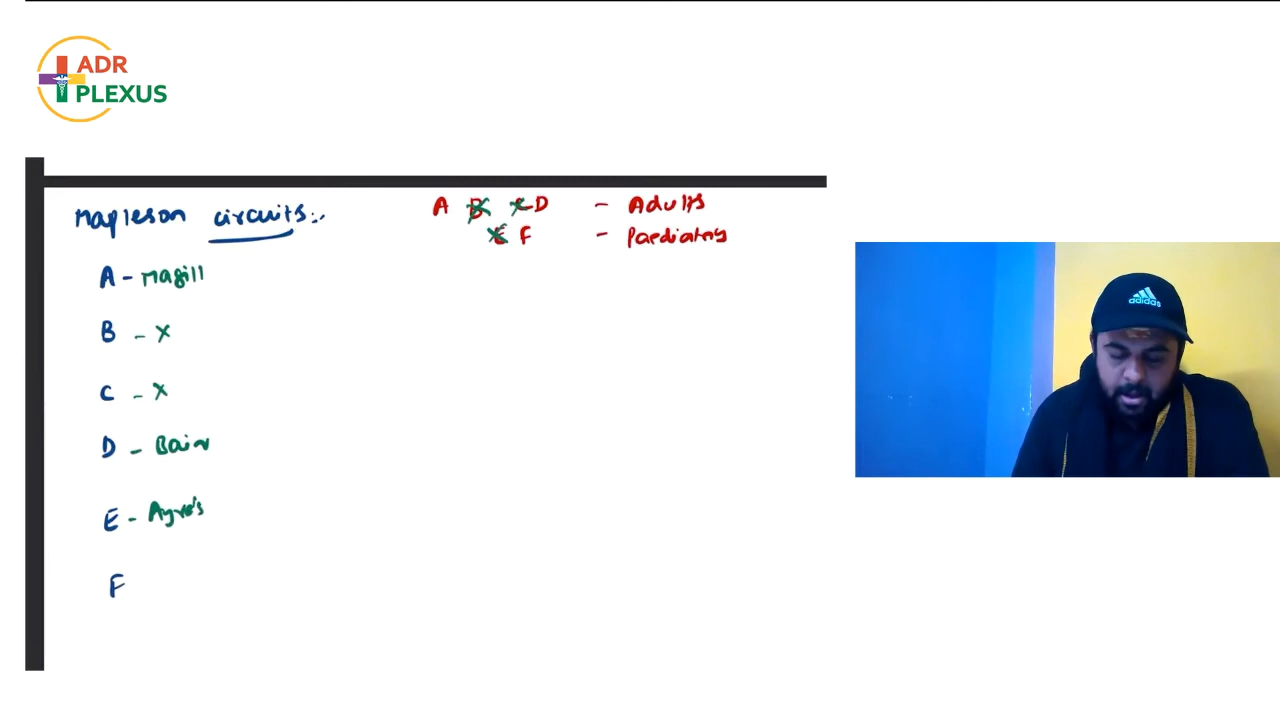 ADR
PLEXUS
Mapleson circuits:
A B C D - Adults
E F - Paediatrics
A - Magill
B - X
C - X
D - Bain
E - Ayre's
F
adidas